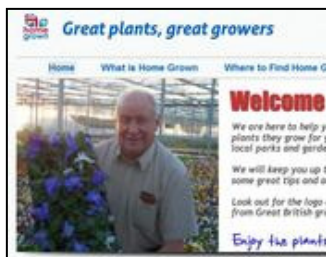 home
grown
Great plants, great growers
Home What is Home Grown Where to Find Home G
Welcome
We are here to help y
plants they grow for y
local parks and garde
We will keep you up t
some great tips and a
Look out for the logo
from Great British gr
Enjoy the plants